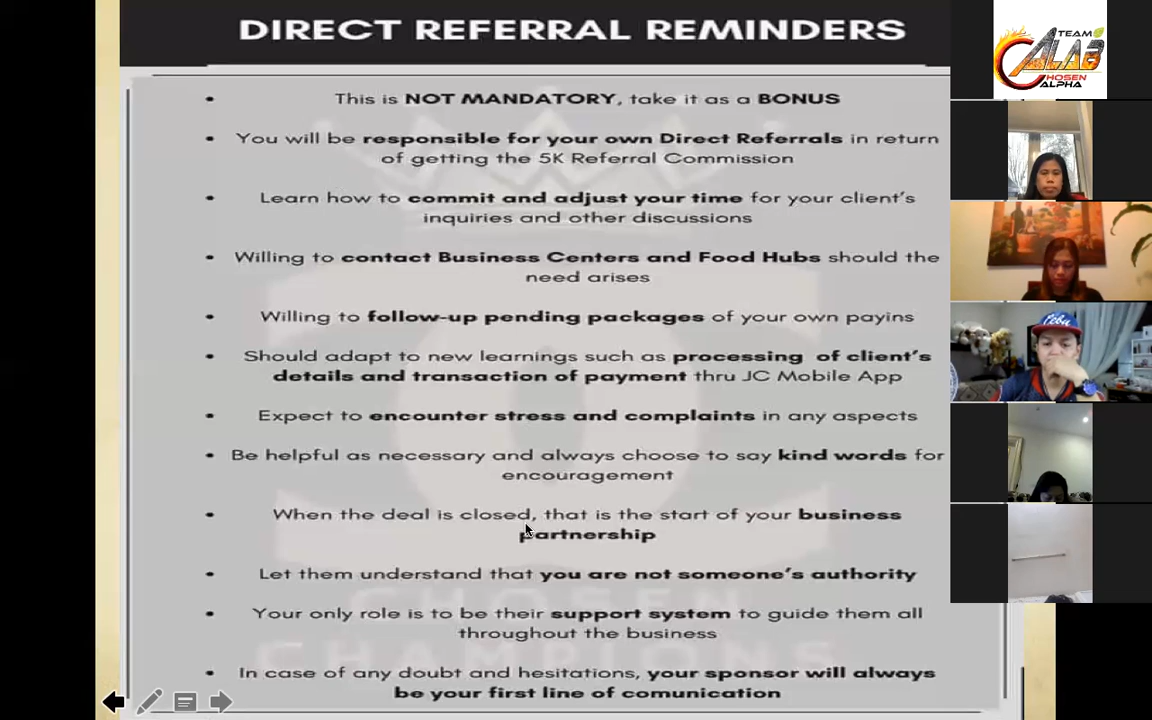 DIRECT REFERRAL REMINDERS
• This is NOT MANDATORY, take it as a BONUS
• You will be responsible for your own Direct Referrals in return
of getting the 5K Referral Commission
• Learn how to commit and adjust your time for your client's
inquiries and other discussions
• Willing to contact Business Centers and Food Hubs should the
need arises
• Willing to follow-up pending packages of your own payins
• Should adapt to new learnings such as processing of client's
details and transaction of payment thru JC Mobile App
• Expect to encounter stress and complaints in any aspects
• Be helpful as necessary and always choose to say kind words for
encouragement
• When the deal is closed, that is the start of your business
partnership
• Let them understand that you are not someone's authority
• Your only role is to be their support system to guide them all
throughout the business
• In case of any doubt and hesitations, your sponsor will always
be your first line of comunication
CHOSEN
CHAMPIONS
TEAM
CALAB
CHOSEN
ALPHA
Cebu